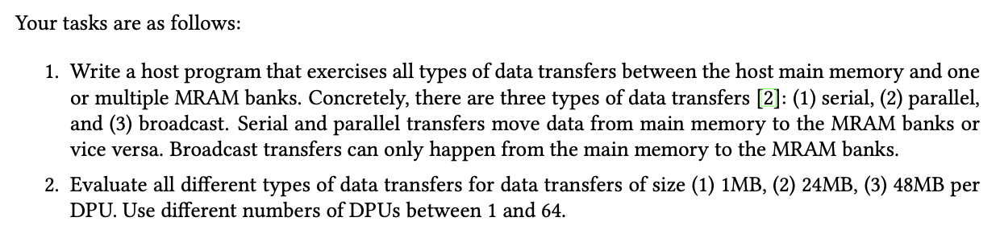 Your tasks are as follows:
1. Write a host program that exercises all types of data transfers between the host main memory and one
or multiple MRAM banks. Concretely, there are three types of data transfers [2]: (1) serial, (2) parallel,
and (3) broadcast. Serial and parallel transfers move data from main memory to the MRAM banks or
vice versa. Broadcast transfers can only happen from the main memory to the MRAM banks.
2. Evaluate all different types of data transfers for data transfers of size (1) 1MB, (2) 24MB, (3) 48MB per
DPU. Use different numbers of DPUs between 1 and 64.